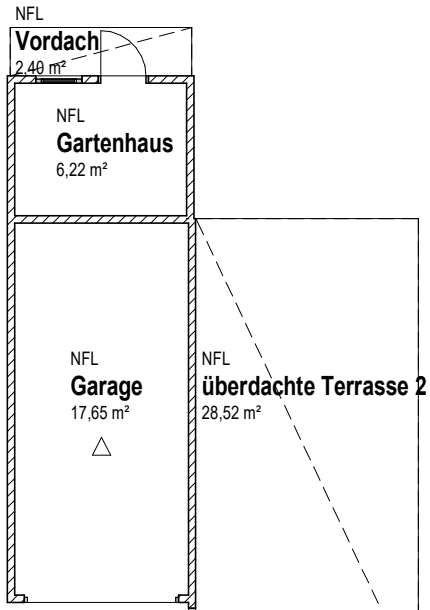 NFL
Vordach
2,40 m²
NFL
Gartenhaus
6,22 m²
NFL
Garage
17,65 m²
NFL
überdachte Terrasse 2
28,52 m²